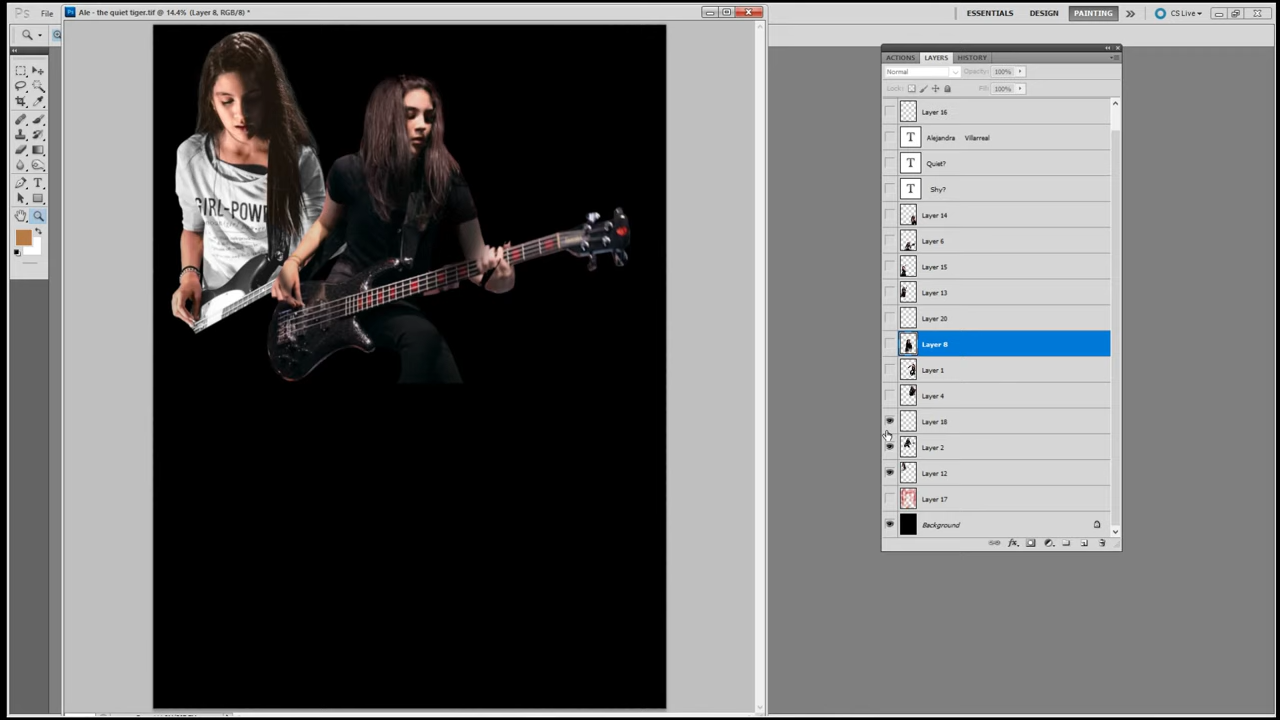 Ps File
Ale - the quiet tiger.tif @ 14.4% (Layer 8, RGB/8) *
ESSENTIALS DESIGN PAINTING CS Live
ACTIONS LAYERS HISTORY
Normal Opacity: 100%
Lock: Fill: 100%
Layer 16
T Alejandra Villarreal
T Quiet?
T Shy?
Layer 14
Layer 6
Layer 15
Layer 13
Layer 20
Layer 8
Layer 1
Layer 4
Layer 18
Layer 2
Layer 12
Layer 17
Background
GIRL-POW